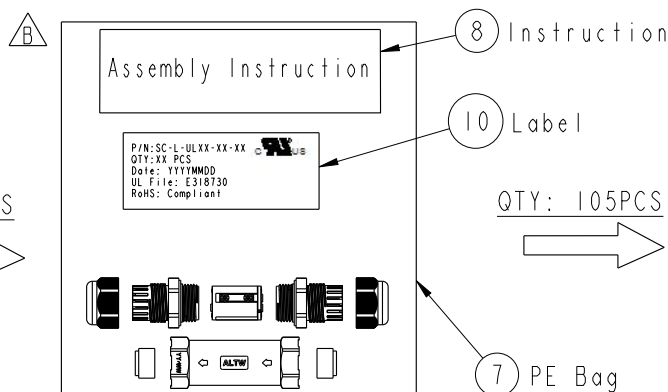 B
8 Instruction
Assembly Instruction
10 Label
P/N:SC-L-ULXX-XX-XX
C US
QTY:XX PCS
Date: YYYYMMDD
UL File: E318730
RoHS: Compliant
S
QTY: 105PCS
ALTW
7 PE Bag